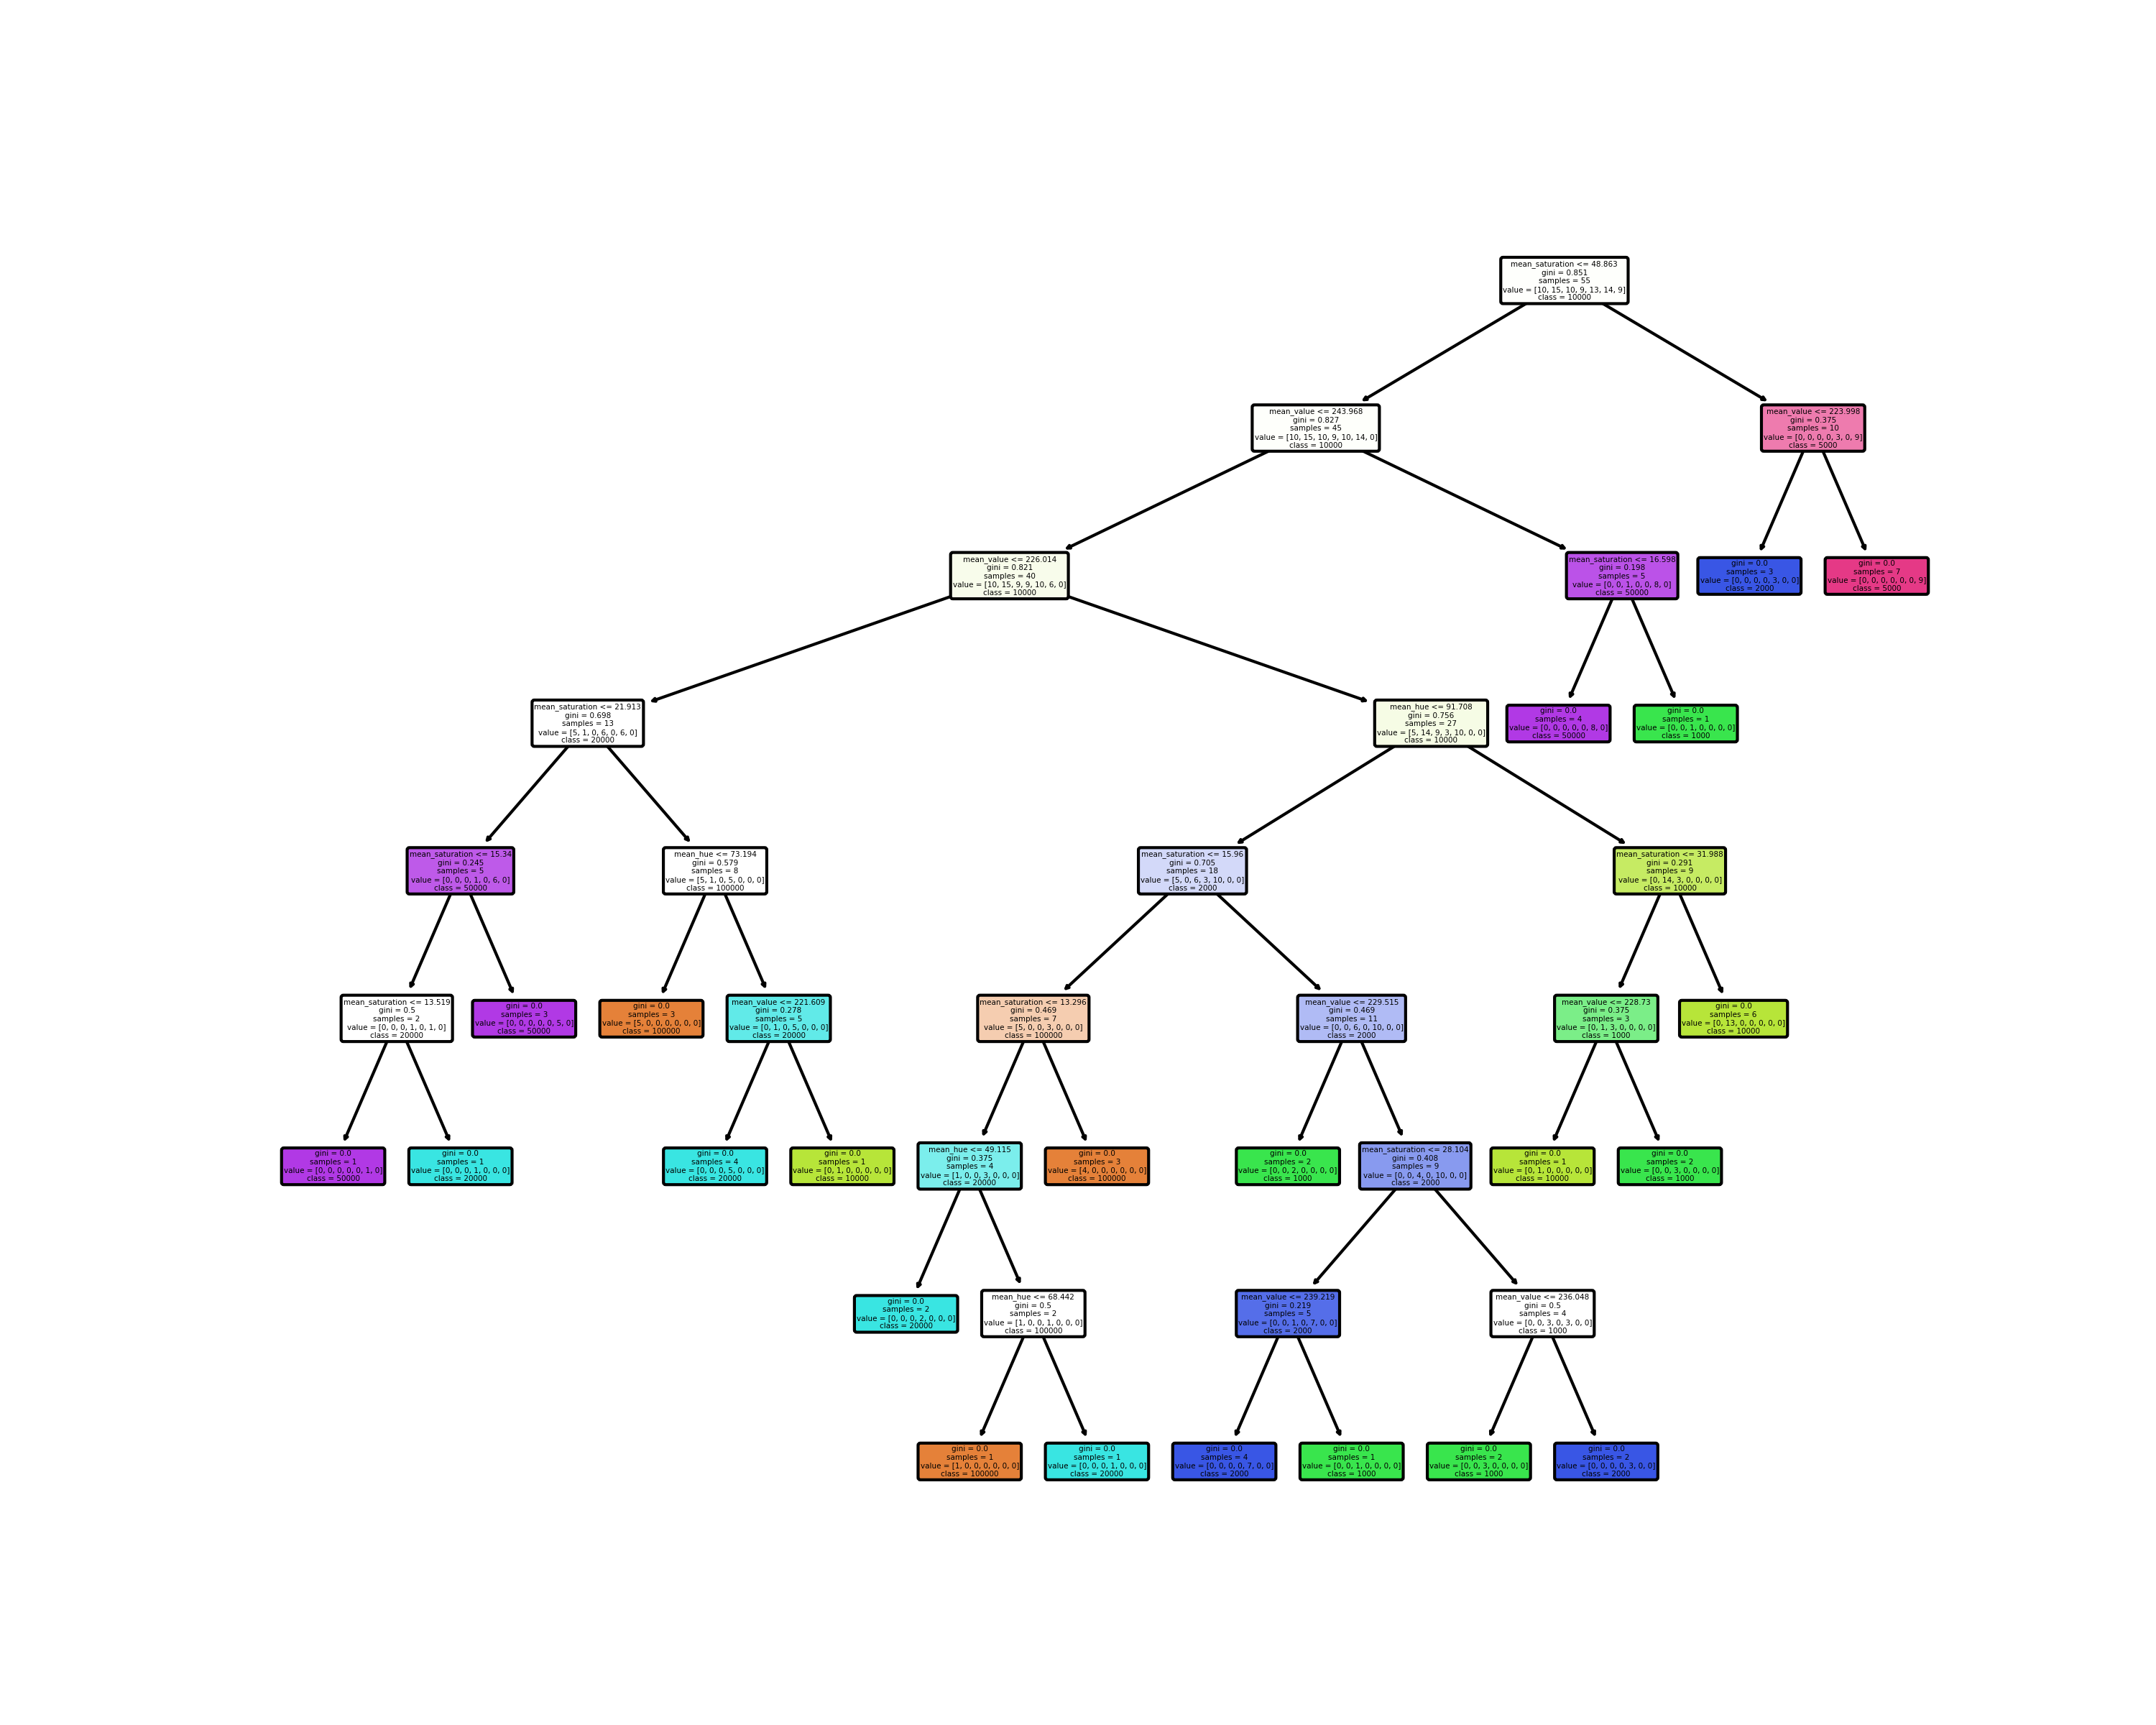 mean_saturation <= 48.863
gini = 0.851
samples = 55
value = [10, 15, 10, 9, 13, 14, 9]
class = 10000
mean_value <= 243.968
gini = 0.827
samples = 45
value = [10, 15, 10, 9, 10, 14, 0]
class = 10000
mean_value <= 223.998
gini = 0.375
samples = 10
value = [0, 0, 0, 0, 3, 0, 9]
class = 5000
mean_value <= 226.014
gini = 0.821
samples = 40
value = [10, 15, 9, 9, 10, 6, 0]
class = 10000
mean_saturation <= 16.598
gini = 0.198
samples = 5
value = [0, 0, 1, 0, 0, 8, 0]
class = 50000
gini = 0.0
samples = 3
value = [0, 0, 0, 0, 3, 0, 0]
class = 2000
gini = 0.0
samples = 7
value = [0, 0, 0, 0, 0, 0, 9]
class = 5000
mean_saturation <= 21.913
gini = 0.698
samples = 13
value = [5, 1, 0, 6, 0, 6, 0]
class = 20000
mean_hue <= 91.708
gini = 0.756
samples = 27
value = [5, 14, 9, 3, 10, 0, 0]
class = 10000
gini = 0.0
samples = 4
value = [0, 0, 0, 0, 0, 8, 0]
class = 50000
gini = 0.0
samples = 1
value = [0, 0, 1, 0, 0, 0, 0]
class = 1000
mean_saturation <= 15.34
gini = 0.245
samples = 5
value = [0, 0, 0, 1, 0, 6, 0]
class = 50000
mean_hue <= 73.194
gini = 0.579
samples = 8
value = [5, 1, 0, 5, 0, 0, 0]
class = 100000
mean_saturation <= 15.96
gini = 0.705
samples = 18
value = [5, 0, 6, 3, 10, 0, 0]
class = 2000
mean_saturation <= 31.988
gini = 0.291
samples = 9
value = [0, 14, 3, 0, 0, 0, 0]
class = 10000
mean_saturation <= 13.519
gini = 0.5
samples = 2
value = [0, 0, 0, 1, 0, 1, 0]
class = 20000
gini = 0.0
samples = 3
value = [0, 0, 0, 0, 0, 5, 0]
class = 50000
gini = 0.0
samples = 3
value = [5, 0, 0, 0, 0, 0, 0]
class = 100000
mean_value <= 221.609
gini = 0.278
samples = 5
value = [0, 1, 0, 5, 0, 0, 0]
class = 20000
mean_saturation <= 13.296
gini = 0.469
samples = 7
value = [5, 0, 0, 3, 0, 0, 0]
class = 100000
mean_value <= 229.515
gini = 0.469
samples = 11
value = [0, 0, 6, 0, 10, 0, 0]
class = 2000
mean_value <= 228.73
gini = 0.375
samples = 3
value = [0, 1, 3, 0, 0, 0, 0]
class = 1000
gini = 0.0
samples = 6
value = [0, 13, 0, 0, 0, 0, 0]
class = 10000
gini = 0.0
samples = 1
value = [0, 0, 0, 0, 0, 1, 0]
class = 50000
gini = 0.0
samples = 1
value = [0, 0, 0, 1, 0, 0, 0]
class = 20000
gini = 0.0
samples = 4
value = [0, 0, 0, 5, 0, 0, 0]
class = 20000
gini = 0.0
samples = 1
value = [0, 1, 0, 0, 0, 0, 0]
class = 10000
mean_hue <= 49.115
gini = 0.375
samples = 4
value = [1, 0, 0, 3, 0, 0, 0]
class = 20000
gini = 0.0
samples = 3
value = [4, 0, 0, 0, 0, 0, 0]
class = 100000
gini = 0.0
samples = 2
value = [0, 0, 2, 0, 0, 0, 0]
class = 1000
mean_saturation <= 28.104
gini = 0.408
samples = 9
value = [0, 0, 4, 0, 10, 0, 0]
class = 2000
gini = 0.0
samples = 1
value = [0, 1, 0, 0, 0, 0, 0]
class = 10000
gini = 0.0
samples = 2
value = [0, 0, 3, 0, 0, 0, 0]
class = 1000
gini = 0.0
samples = 2
value = [0, 0, 0, 2, 0, 0, 0]
class = 20000
mean_hue <= 68.442
gini = 0.5
samples = 2
value = [1, 0, 0, 1, 0, 0, 0]
class = 100000
mean_value <= 239.219
gini = 0.219
samples = 5
value = [0, 0, 1, 0, 7, 0, 0]
class = 2000
mean_value <= 236.048
gini = 0.5
samples = 4
value = [0, 0, 3, 0, 3, 0, 0]
class = 1000
gini = 0.0
samples = 1
value = [1, 0, 0, 0, 0, 0, 0]
class = 100000
gini = 0.0
samples = 1
value = [0, 0, 0, 1, 0, 0, 0]
class = 20000
gini = 0.0
samples = 4
value = [0, 0, 0, 0, 7, 0, 0]
class = 2000
gini = 0.0
samples = 1
value = [0, 0, 1, 0, 0, 0, 0]
class = 1000
gini = 0.0
samples = 2
value = [0, 0, 3, 0, 0, 0, 0]
class = 1000
gini = 0.0
samples = 2
value = [0, 0, 0, 0, 3, 0, 0]
class = 2000